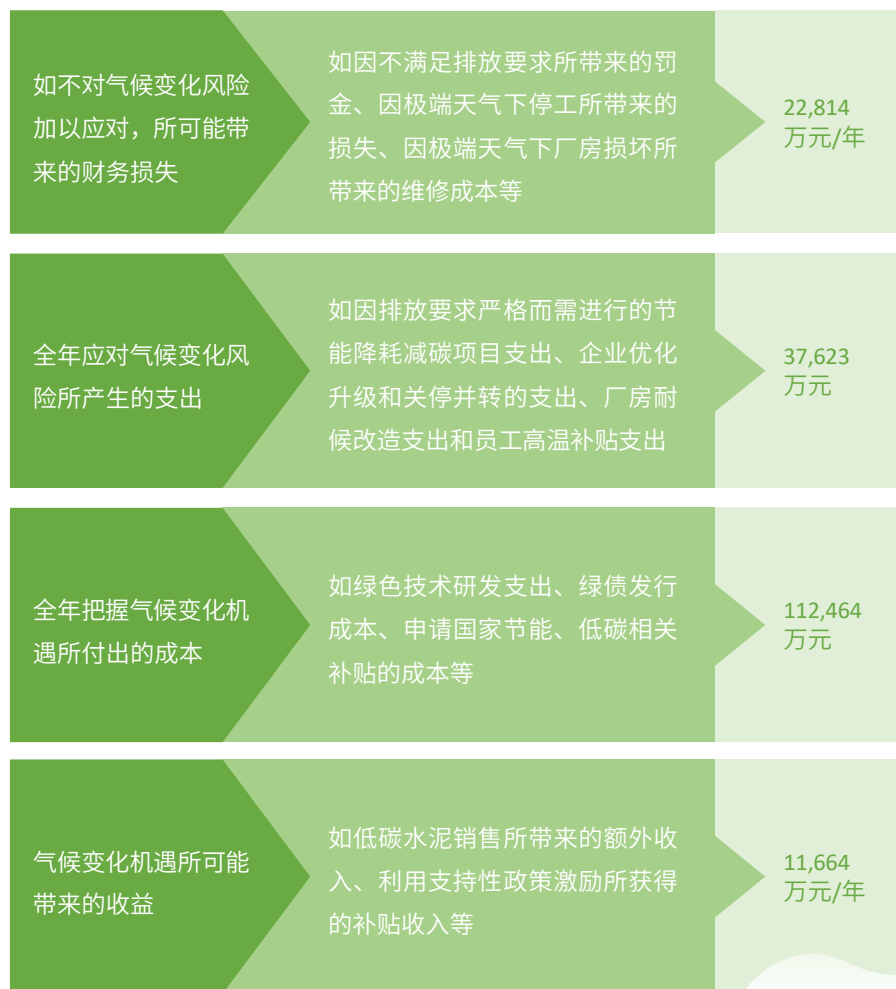 如不对气候变化风险
加以应对，所可能带
来的财务损失
如因不满足排放要求所带来的罚
金、因极端天气下停工所带来的
损失、因极端天气下厂房损坏所
带来的维修成本等
22,814
万元/年
全年应对气候变化风
险所产生的支出
如因排放要求严格而需进行的节
能降耗减碳项目支出、企业优化
升级和关停并转的支出、厂房耐
候改造支出和员工高温补贴支出
37,623
万元
全年把握气候变化机
遇所付出的成本
如绿色技术研发支出、绿债发行
成本、申请国家节能、低碳相关
补贴的成本等
112,464
万元
气候变化机遇所可能
带来的收益
如低碳水泥销售所带来的额外收
入、利用支持性政策激励所获得
的补贴收入等
11,664
万元/年